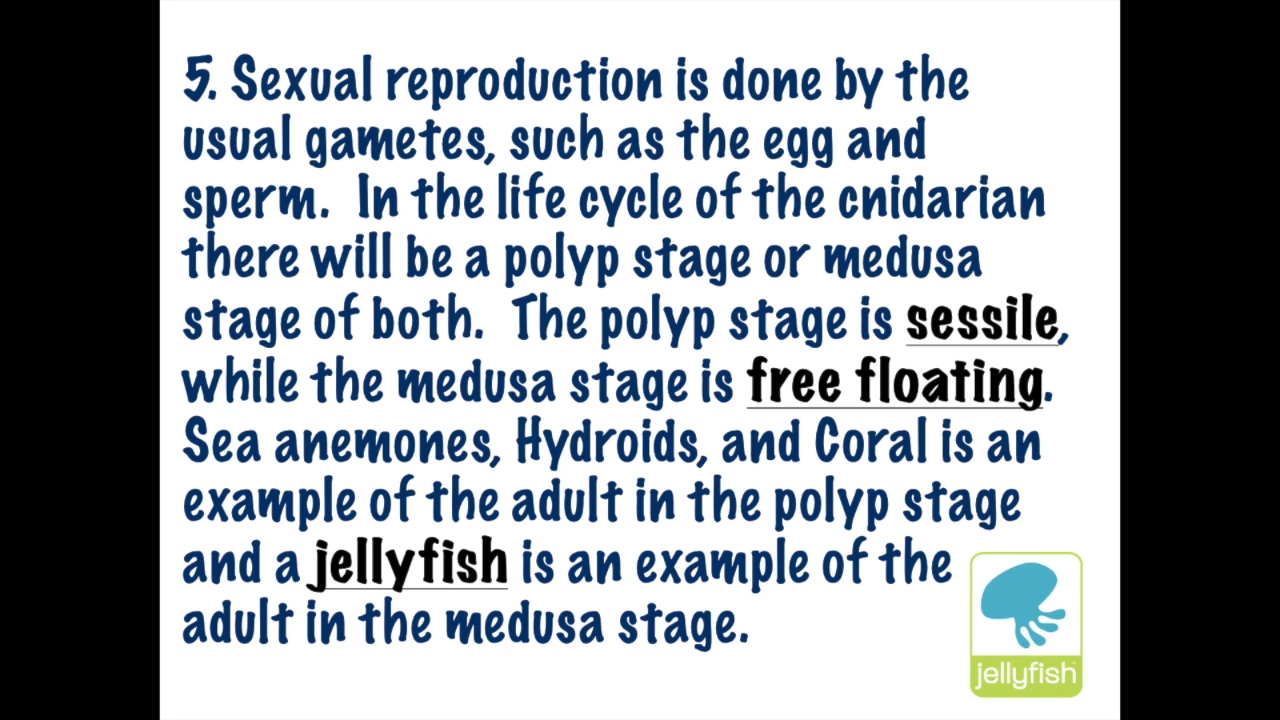 5. Sexual reproduction is done by the
usual gametes, such as the egg and
sperm. In the life cycle of the cnidarian
there will be a polyp stage or medusa
stage of both. The polyp stage is sessile,
while the medusa stage is free floating.
Sea anemones, Hydroids, and Coral is an
example of the adult in the polyp stage
and a jellyfish is an example of the
adult in the medusa stage.
jellyfish